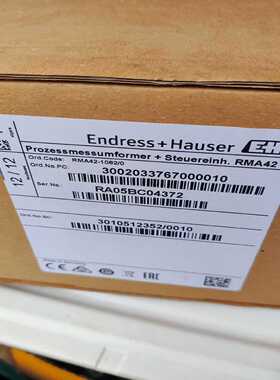 Endress+Hauser
Prozessmessumformer + Steuereinh. RMA42
Ord.Code: RMA42-1062/0
Ord.No.PC:
3002033767000010
Ser.No.:
RA05BC04372
12/12
3010512352/0010
EAC